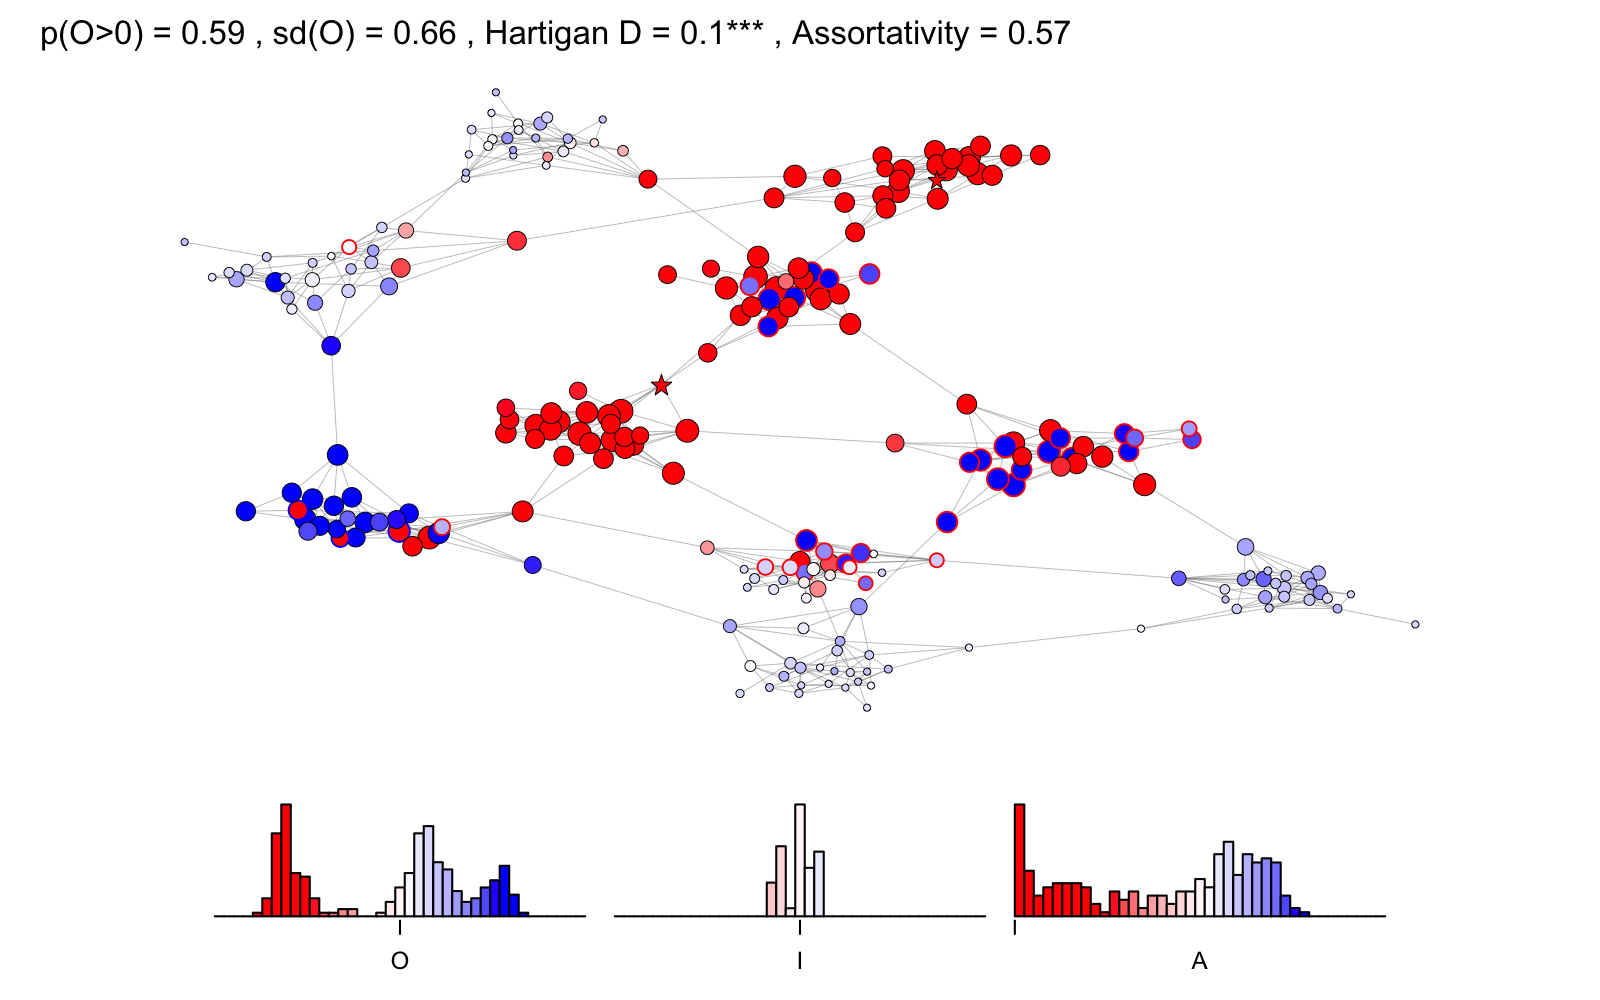 p(O>0) = 0.59 , sd(O) = 0.66 , Hartigan D = 0.1*** , Assortativity = 0.57
O
I
A